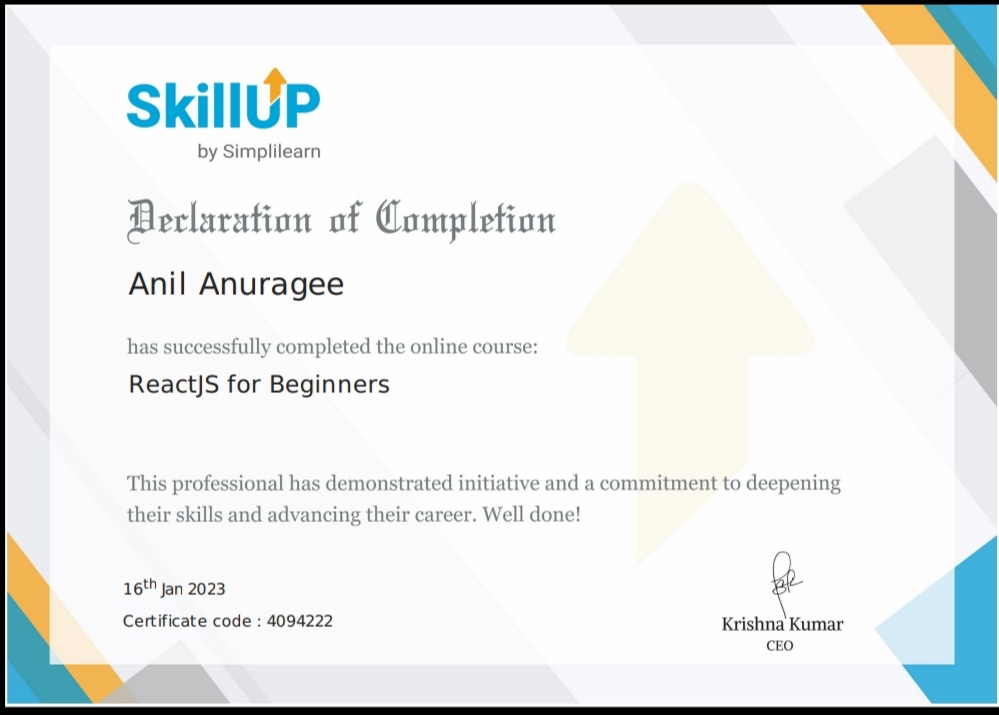 SkillUP
by Simplilearn
Declaration of Completion
Anil Anuragee
has successfully completed the online course:
ReactJS for Beginners
This professional has demonstrated initiative and a commitment to deepening
their skills and advancing their career. Well done!
16th Jan 2023
Certificate code : 4094222
Krishna Kumar
CEO